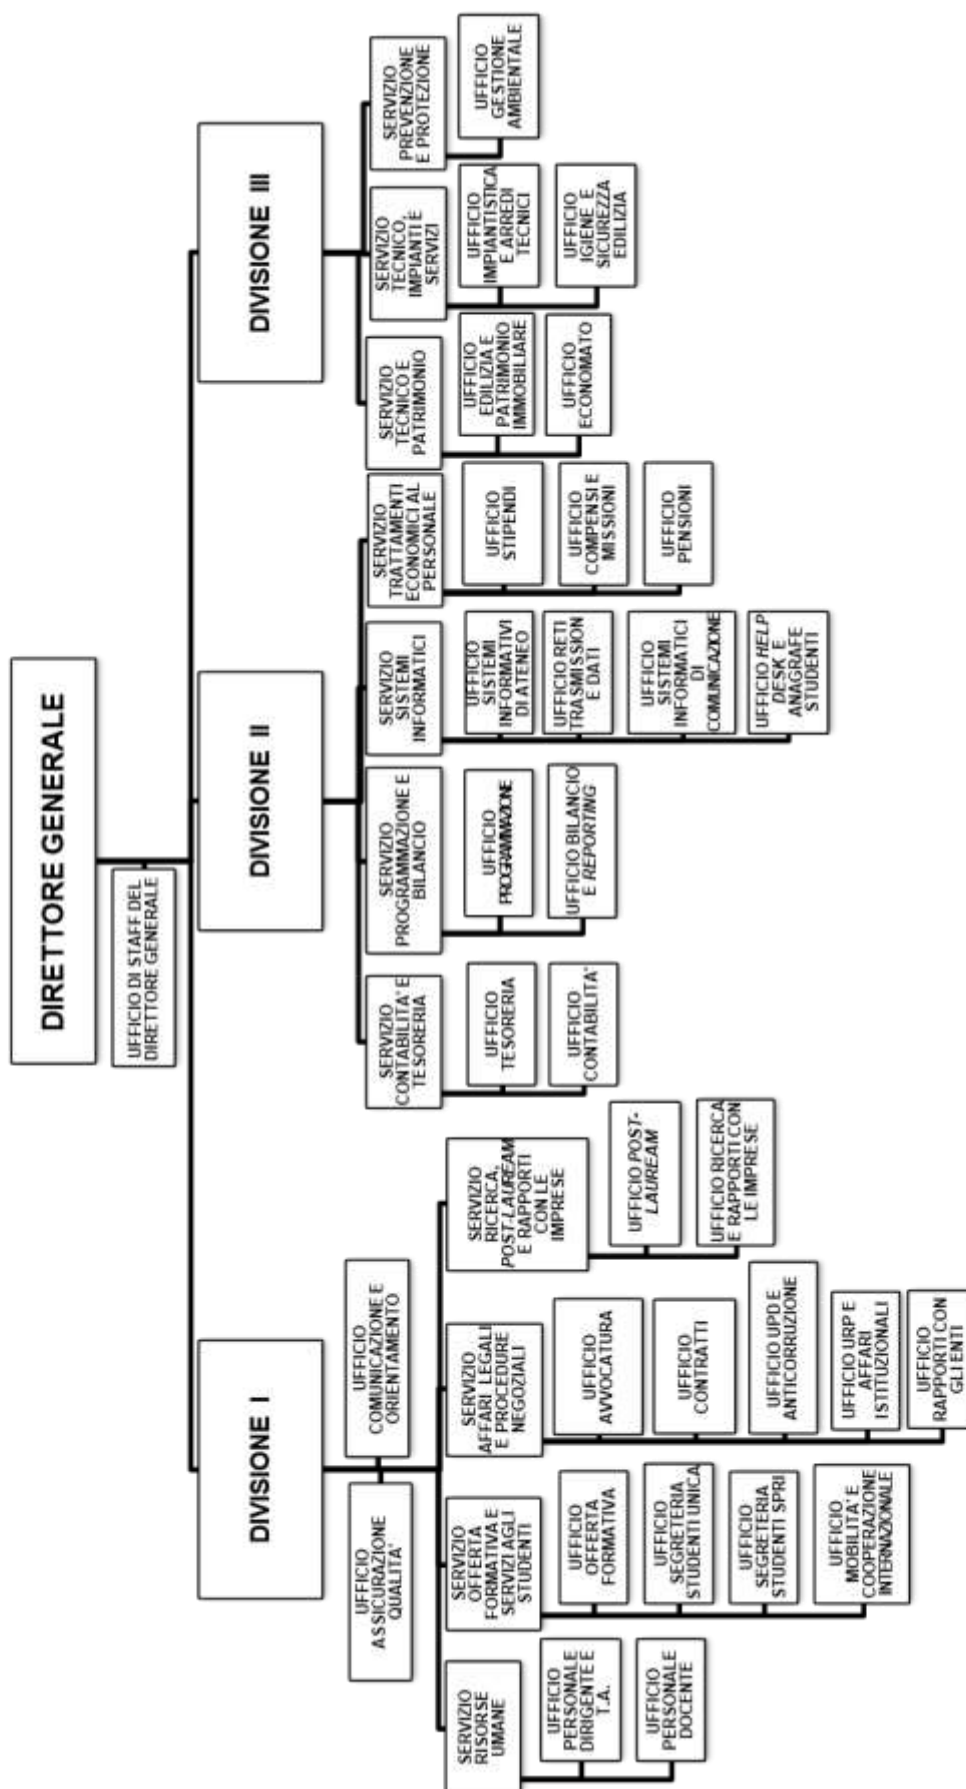 DIRETTORE GENERALE
UFFICIO DI STAFF DEL
DIRETTORE GENERALE
DIVISIONE I
UFFICIO
ASSICURAZIONE
QUALITA'
UFFICIO
COMUNICAZIONE E
ORIENTAMENTO
SERVIZIO
RISORSE
UMANE
UFFICIO
PERSONALE
DIRIGENTE E
T.A.
UFFICIO
PERSONALE
DOCENTE
SERVIZIO
OFFERTA
FORMATIVA E
SERVIZI AGLI
STUDENTI
UFFICIO
OFFERTA
FORMATIVA
UFFICIO
SEGRETERIA
STUDENTI UNICA
UFFICIO
SEGRETERIA
STUDENTI SPRI
UFFICIO
MOBILITA' E
COOPERAZIONE
INTERNAZIONALE
SERVIZIO
AFFARI LEGALI
E PROCEDURE
NEGOZIALI
UFFICIO
AVVOCATURA
UFFICIO
CONTRATTI
UFFICIO UPD E
ANTICORRUZIONE
UFFICIO URP E
AFFARI
ISTITUZIONALI
UFFICIO
RAPPORTI CON
GLI ENTI
SERVIZIO
RICERCA,
POST-LAUREAM
E RAPPORTI
CON LE
IMPRESE
UFFICIO POST-
LAUREAM
UFFICIO RICERCA
E RAPPORTI CON
LE IMPRESE
DIVISIONE II
SERVIZIO
CONTABILITA' E
TESORERIA
UFFICIO
TESORERIA
UFFICIO
CONTABILITA'
SERVIZIO
PROGRAMMAZIONE E
BILANCIO
UFFICIO
PROGRAMMAZIONE
UFFICIO BILANCIO
E REPORTING
SERVIZIO
SISTEMI
INFORMATICI
UFFICIO
SISTEMI
INFORMATIVI
DI ATENEO
UFFICIO RETI
TRASMISSION
E DATI
UFFICIO
SISTEMI
INFORMATICI
DI
COMUNICAZIONE
UFFICIO HELP
DESK E
ANAGRAFE
STUDENTI
SERVIZIO
TRATTAMENTI
ECONOMICI AL
PERSONALE
UFFICIO
STIPENDI
UFFICIO
COMPENSI E
MISSIONI
UFFICIO
PENSIONI
DIVISIONE III
SERVIZIO
TECNICO E
PATRIMONIO
UFFICIO
EDILIZIA E
PATRIMONIO
IMMOBILIARE
UFFICIO
ECONOMATO
SERVIZIO
TECNICO,
IMPIANTI E
SERVIZI
UFFICIO
IMPIANTISTICA
E ARREDI
TECNICI
UFFICIO
IGIENE E
SICUREZZA
EDILIZIA
SERVIZIO
PREVENZIONE
E PROTEZIONE
UFFICIO
GESTIONE
AMBIENTALE